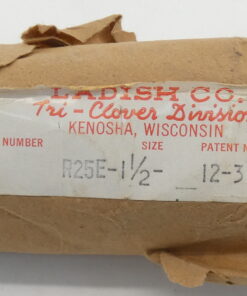 LADISH CO.
Tri-Clover Division
KENOSHA, WISCONSIN
NUMBER SIZE PATENT N
R25E-1½- 12-3